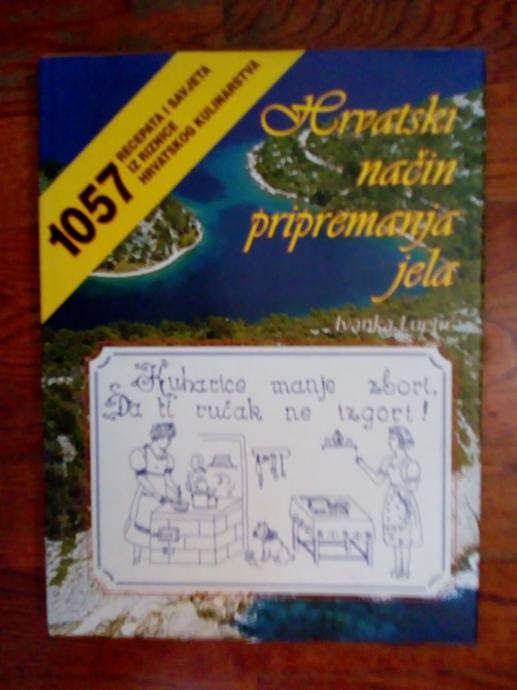 1057
RECEPATA I SAVJETA
IZ RIZNICE
HRVATSKOG KULINARSTVA
Hrvatski
način
pripremanja
jela
Ivanka
Kuharice manje zbori,
Da ti ručak ne izgori!